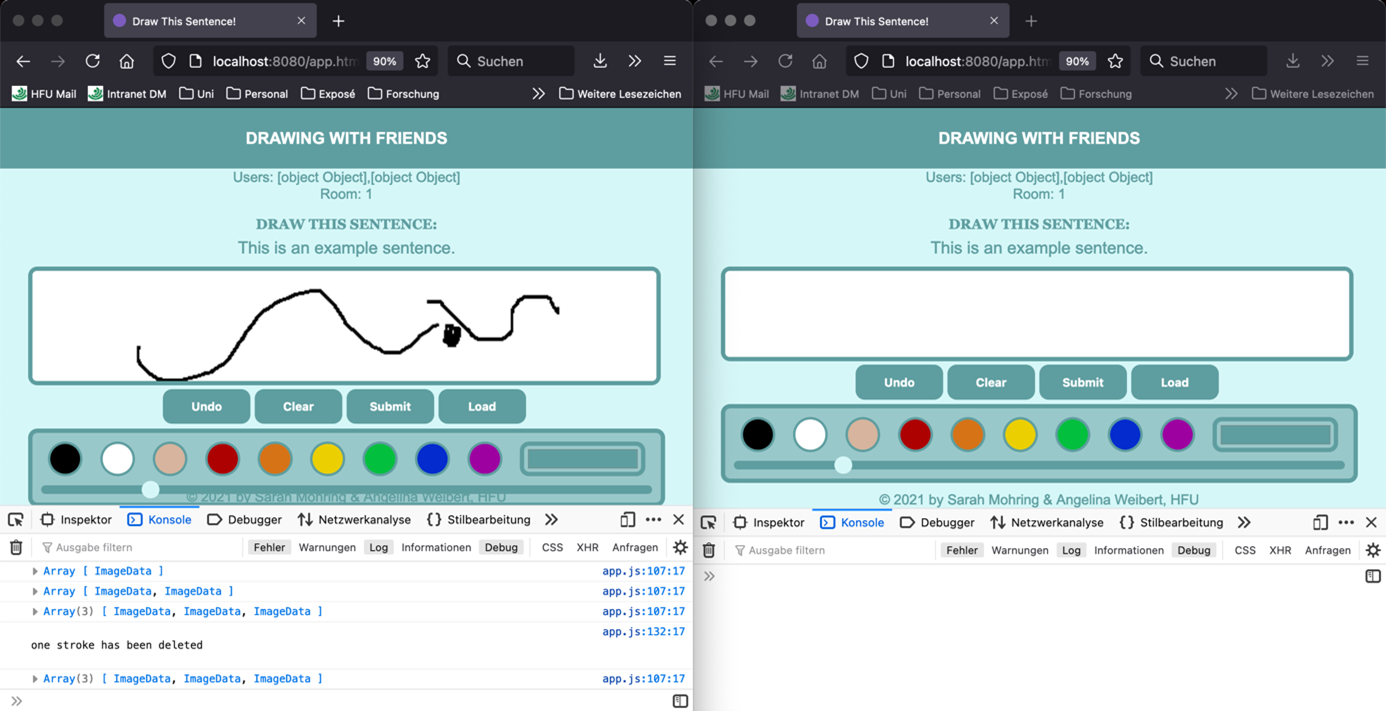 Draw This Sentence!
localhost:8080/app.htm 90% Suchen
HFU Mail Intranet DM Uni Personal Exposé Forschung Weitere Lesezeichen
DRAWING WITH FRIENDS
Users: [object Object],[object Object]
Room: 1
DRAW THIS SENTENCE:
This is an example sentence.
Undo Clear Submit Load
© 2021 by Sarah Mohring & Angelina Weibert, HFU
Inspektor Konsole Debugger Netzwerkanalyse Stilbearbeitung
Ausgabe filtern Fehler Warnungen Log Informationen Debug CSS XHR Anfragen
Array [ ImageData ] app.js:107:17
Array [ ImageData, ImageData ] app.js:107:17
Array(3) [ ImageData, ImageData, ImageData ] app.js:107:17
app.js:132:17
one stroke has been deleted
Array(3) [ ImageData, ImageData, ImageData ] app.js:107:17
Draw This Sentence!
localhost:8080/app.htm 90% Suchen
HFU Mail Intranet DM Uni Personal Exposé Forschung Weitere Lesezeichen
DRAWING WITH FRIENDS
Users: [object Object],[object Object]
Room: 1
DRAW THIS SENTENCE:
This is an example sentence.
Undo Clear Submit Load
© 2021 by Sarah Mohring & Angelina Weibert, HFU
Inspektor Konsole Debugger Netzwerkanalyse Stilbearbeitung
Ausgabe filtern Fehler Warnungen Log Informationen Debug CSS XHR Anfragen